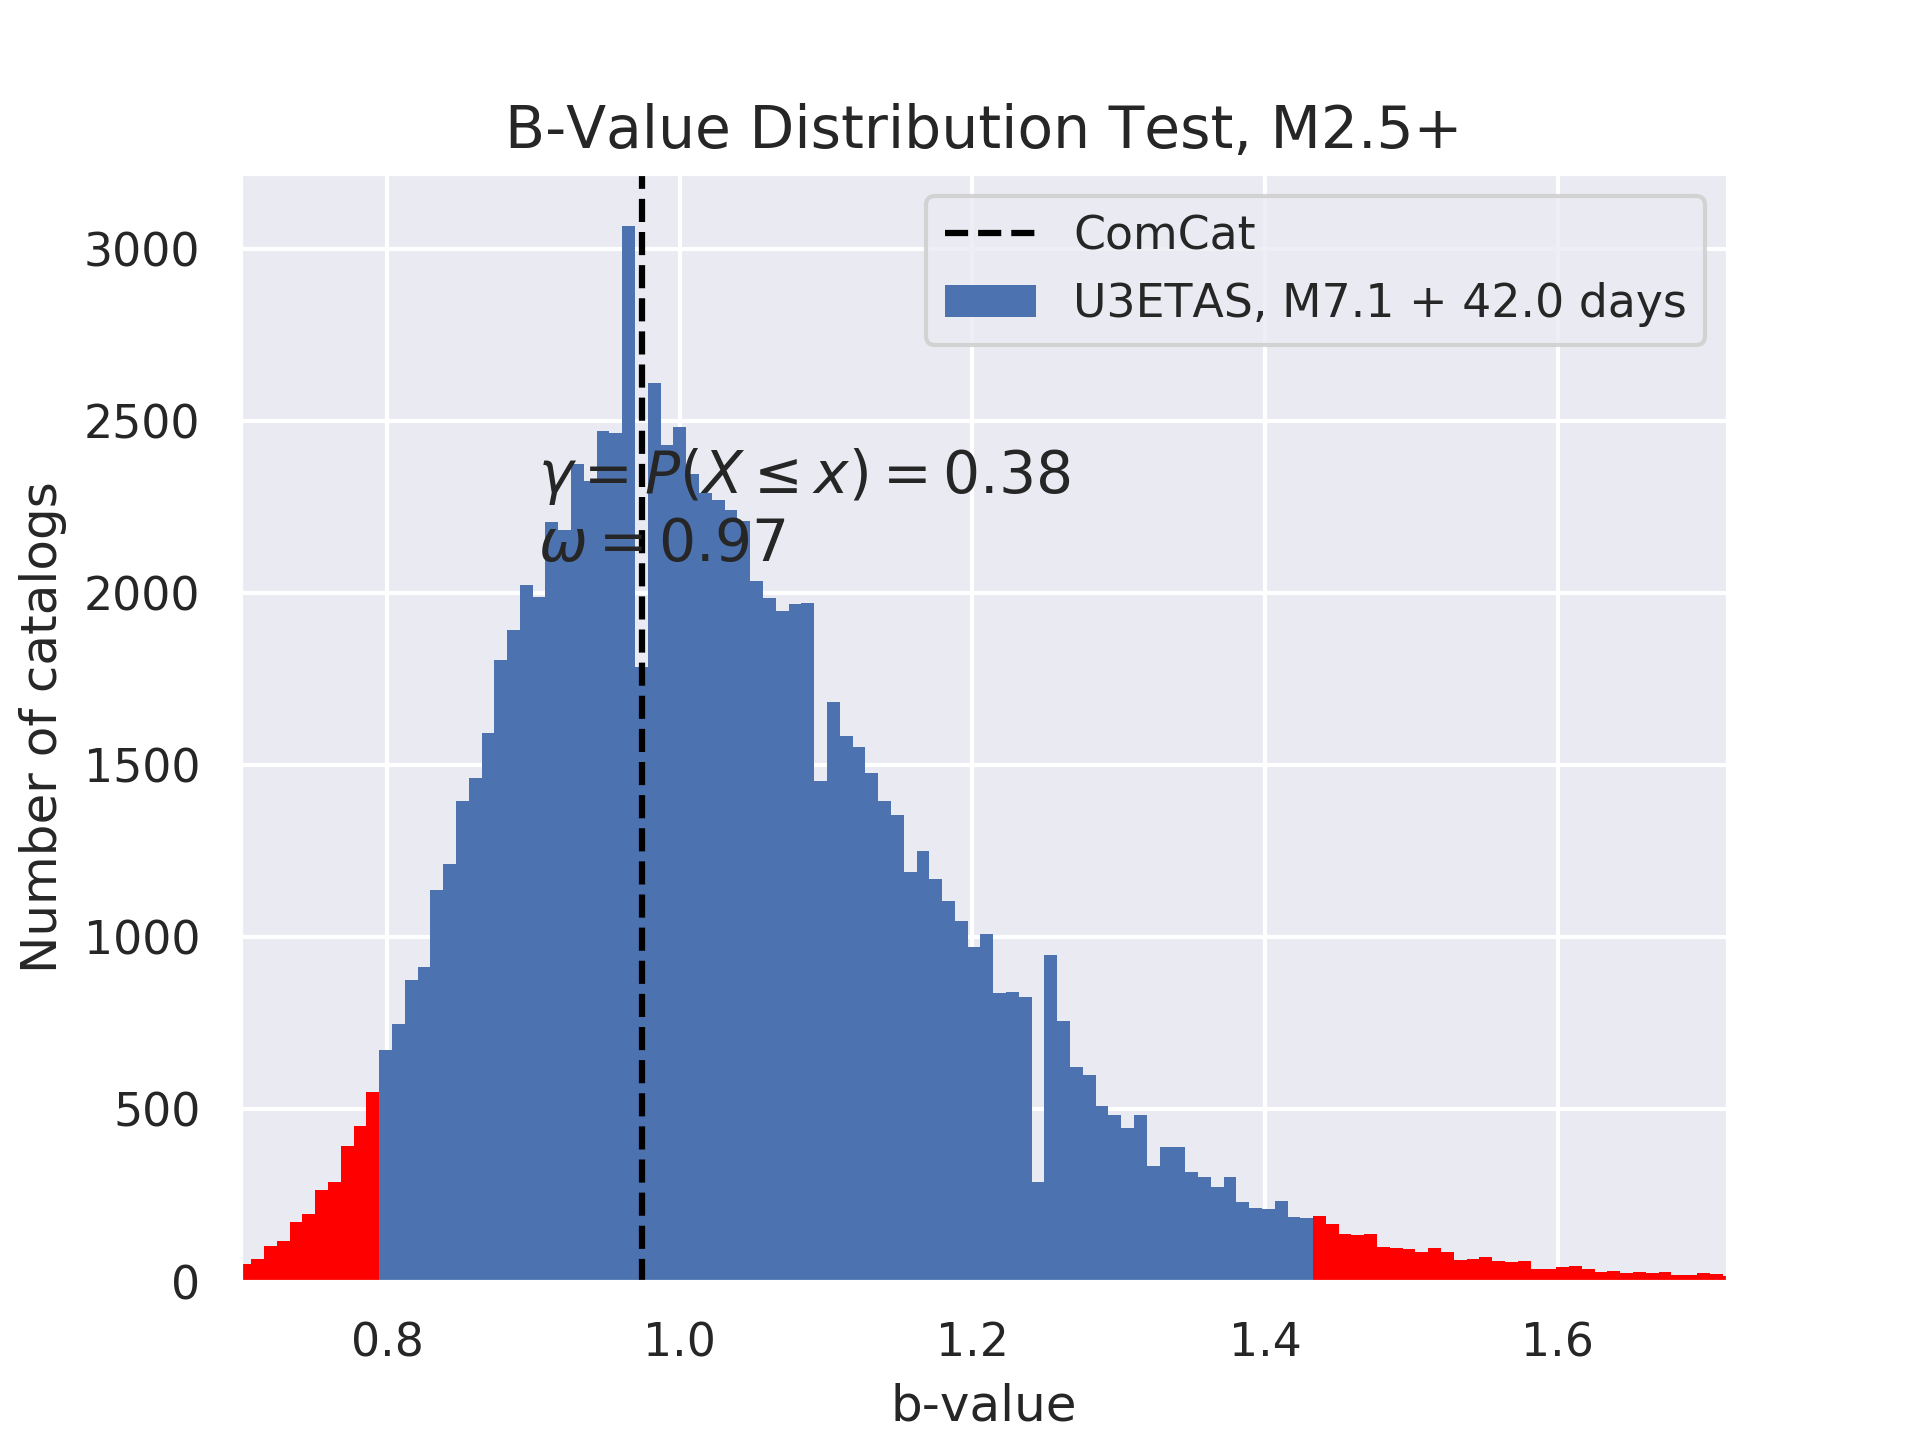 B-Value Distribution Test, M2.5+
ComCat
U3ETAS, M7.1 + 42.0 days
γ = P(X ≤ x) = 0.38
ω = 0.97
Number of catalogs
3000
2500
2000
1500
1000
500
0
0.8 1.0 1.2 1.4 1.6
b-value